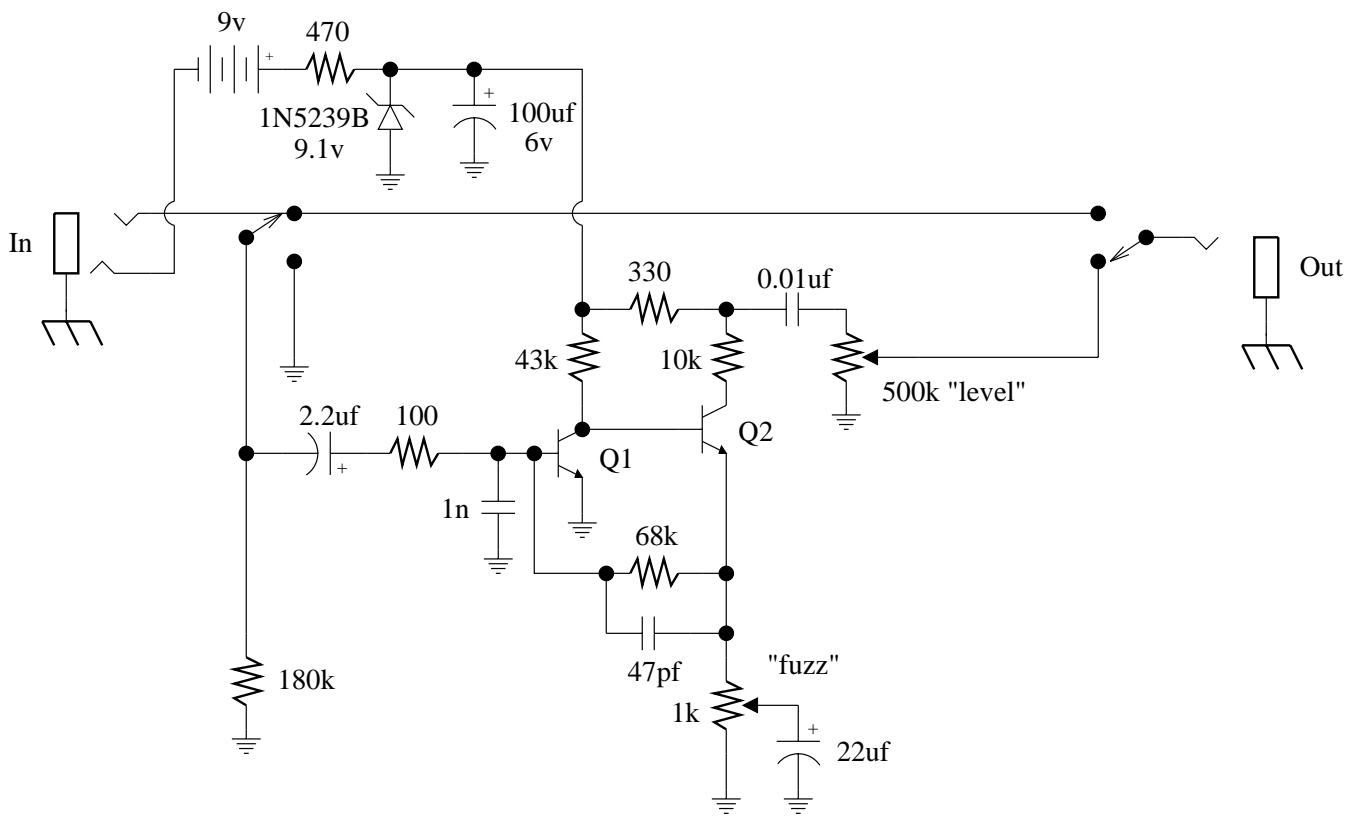 9v
470
+
1N5239B
9.1v
+
100uf
6v
In
Out
330
0.01uf
43k
10k
500k "level"
2.2uf
+
100
Q1
Q2
1n
68k
47pf
"fuzz"
180k
1k
+
22uf